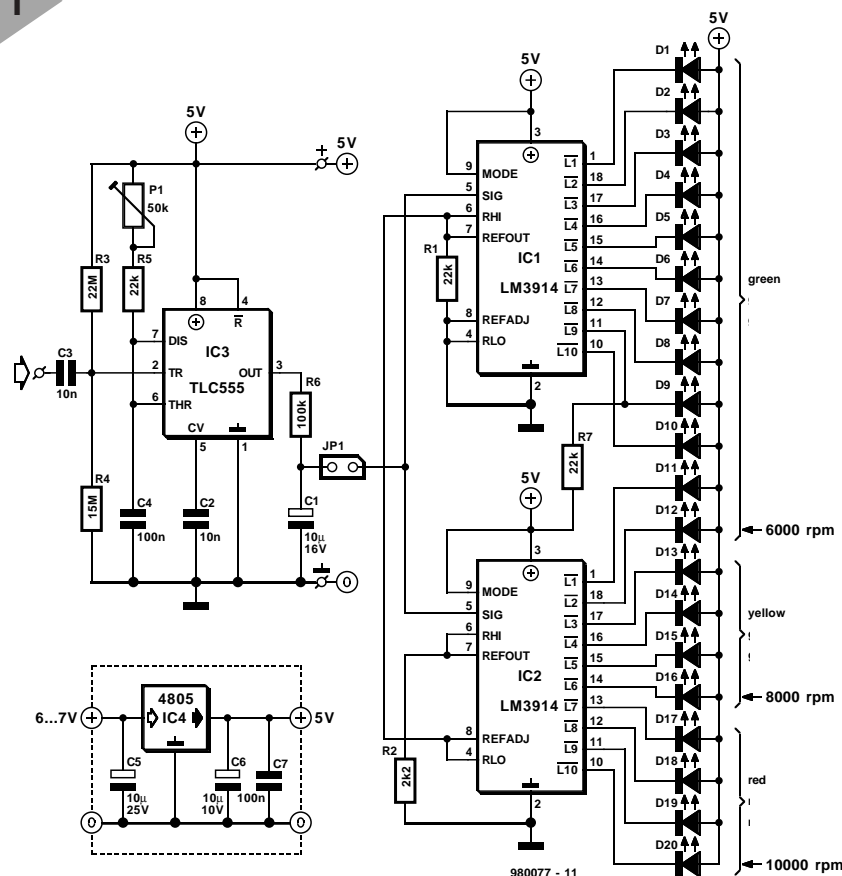 1
5V
P1
50k
R3
22M
R5
22k
5V
+
5V
8
4
R
7
DIS
IC3
2
TR
OUT
3
TLC555
6
THR
CV
5
1
C3
10n
R6
100k
JP1
R4
15M
C4
100n
C2
10n
C1
10µ
16V
0
5V
3
9
MODE
5
SIG
6
RHI
7
REFOUT
R1
22k
IC1
LM3914
8
REFADJ
4
RLO
2
L1
1
L2
18
L3
17
L4
16
L5
15
L6
14
L7
13
L8
12
L9
11
L10
10
R7
22k
5V
3
9
MODE
5
SIG
6
RHI
7
REFOUT
IC2
LM3914
8
REFADJ
4
RLO
2
R2
2k2
L1
1
L2
18
L3
17
L4
16
L5
15
L6
14
L7
13
L8
12
L9
11
L10
10
5V
D1
D2
D3
D4
D5
D6
D7
D8
D9
D10
D11
D12
D13
D14
D15
D16
D17
D18
D19
D20
green
6000 rpm
yellow
8000 rpm
red
10000 rpm
6...7V
4805
IC4
5V
C5
10µ
25V
C6
10µ
10V
C7
100n
0
0
980077 - 11